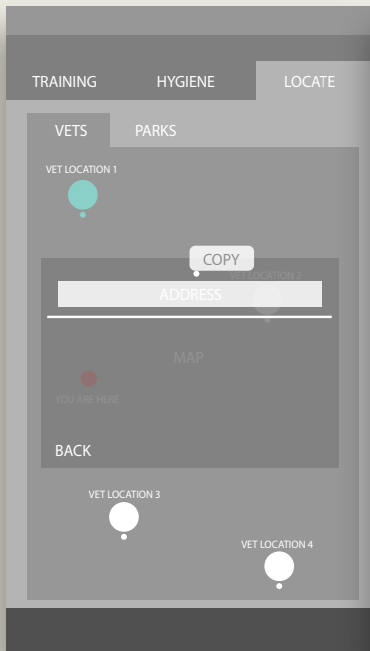 TRAINING HYGIENE LOCATE
VETS PARKS
VET LOCATION 1
COPY
VET LOCATION 2
ADDRESS
MAP
YOU ARE HERE
BACK
VET LOCATION 3
VET LOCATION 4